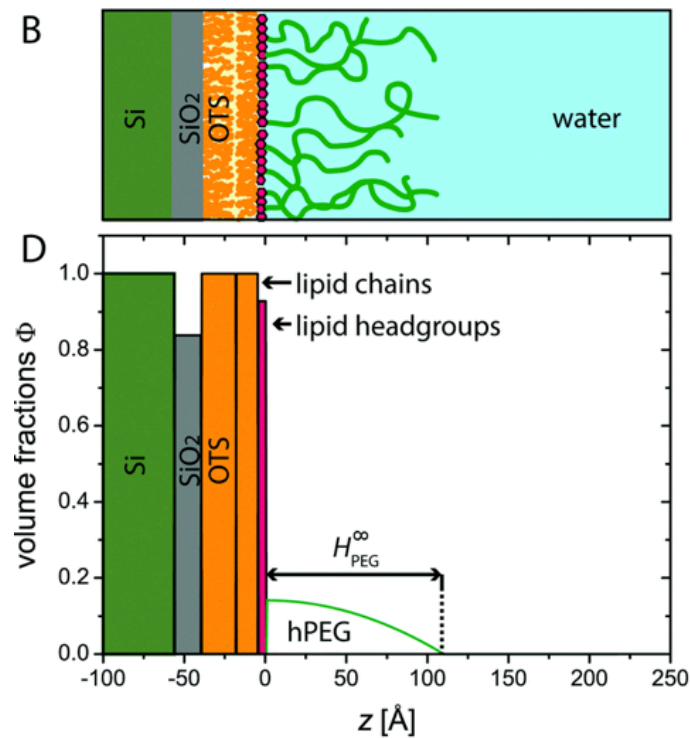 B
Si
SiO₂
OTS
water
D
volume fractions Φ
1.0
0.8
0.6
0.4
0.2
0.0
Si
SiO₂
OTS
lipid chains
lipid headgroups
H∞PEG
hPEG
-100
-50
0
50
100
150
200
250
z [Å]